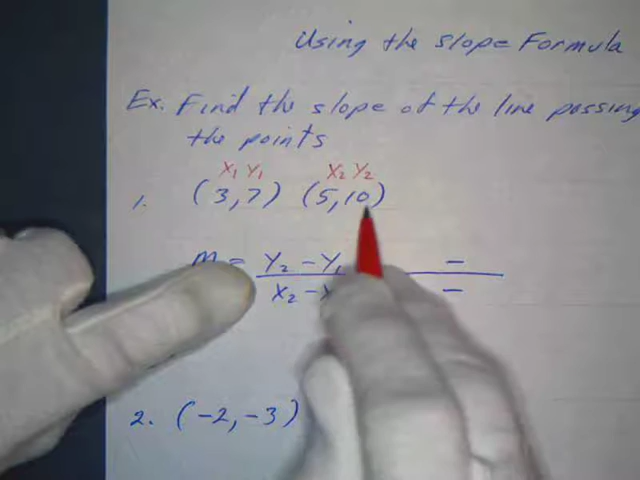 Using the slope Formula
Ex. Find the slope of the line passing
the points
X₁ Y₁ X₂ Y₂
1. (3,7) (5,10)
m = Y₂ - Y₁ -
X₂ - X -
2. (-2,-3)